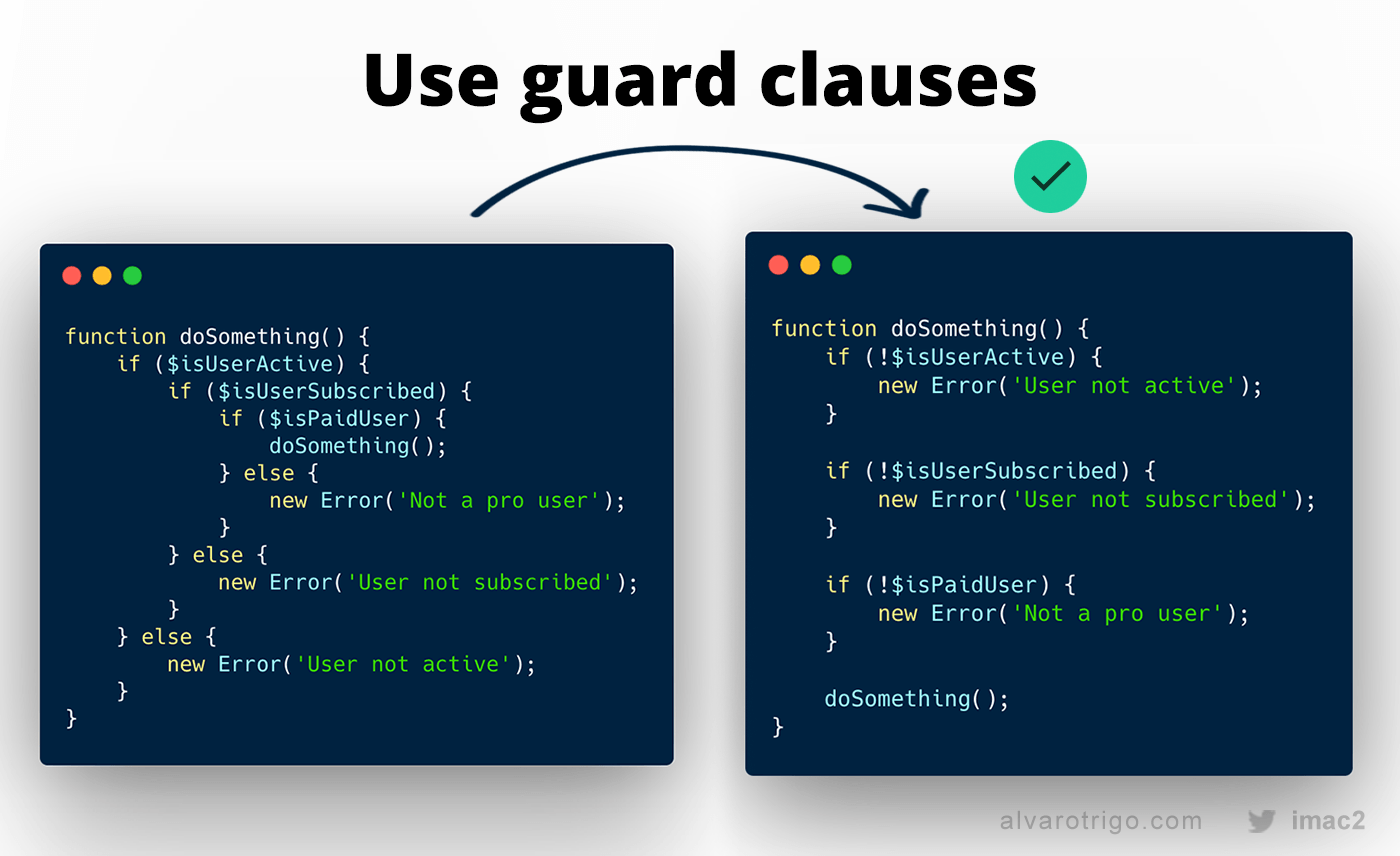 Use guard clauses
function doSomething() {
    if ($isUserActive) {
        if ($isUserSubscribed) {
            if ($isPaidUser) {
                doSomething();
            } else {
                new Error('Not a pro user');
            }
        } else {
            new Error('User not subscribed');
        }
    } else {
        new Error('User not active');
    }
}
function doSomething() {
    if (!$isUserActive) {
        new Error('User not active');
    }
    if (!$isUserSubscribed) {
        new Error('User not subscribed');
    }
    if (!$isPaidUser) {
        new Error('Not a pro user');
    }
    doSomething();
}
alvarotrigo.com imac2